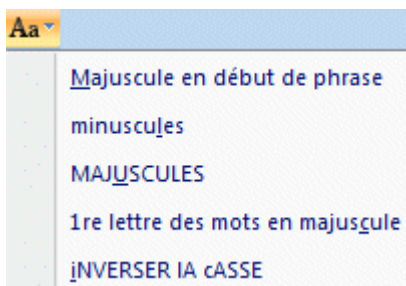 Aa
Majuscule en début de phrase
minuscules
MAJUSCULES
1re lettre des mots en majuscule
iNVERSER lA cASSE